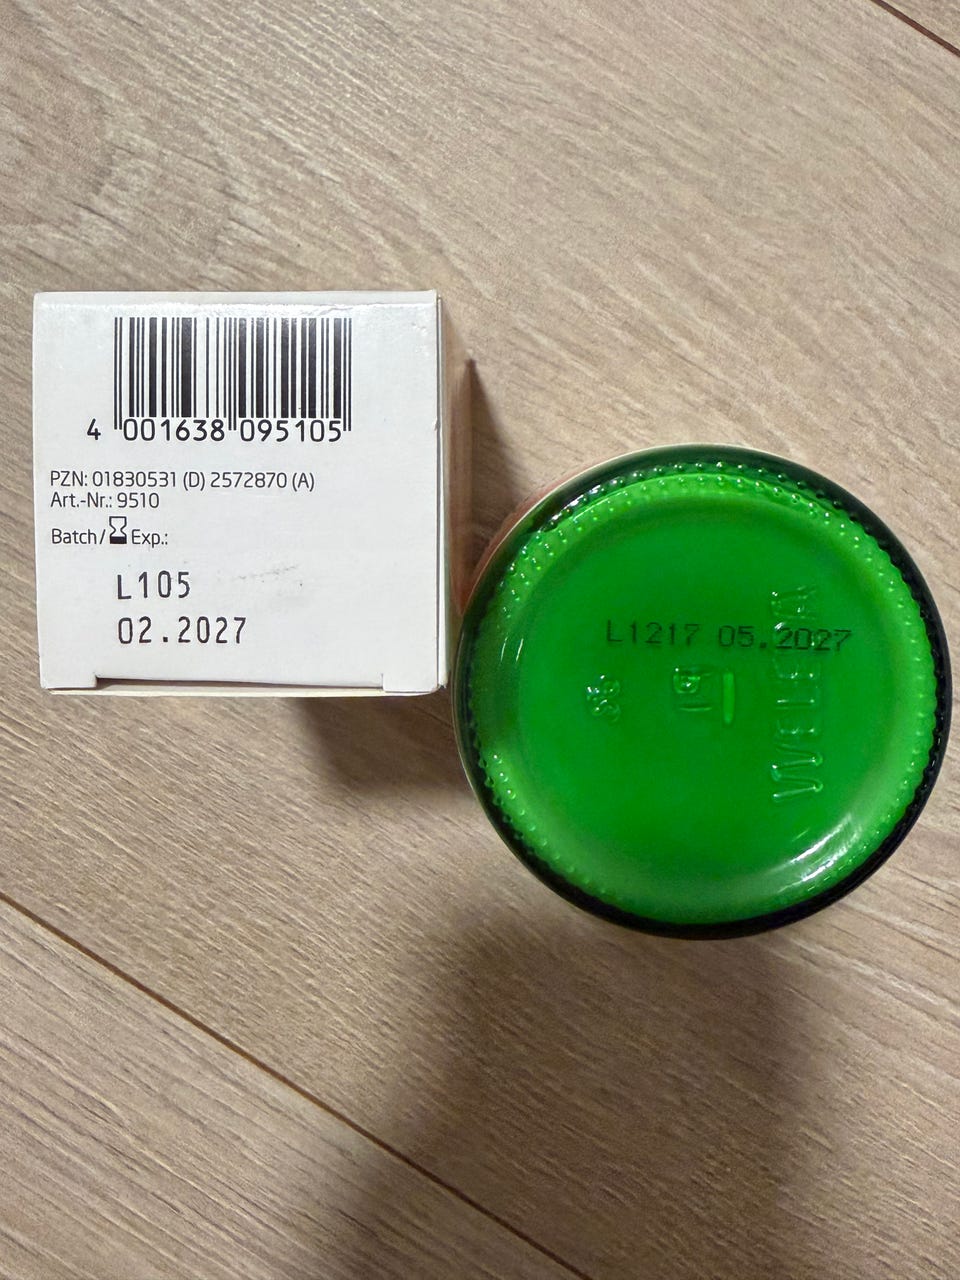 4 001638 095105
PZN: 01830531 (D) 2572870 (A)
Art.-Nr.: 9510
Batch/ Exp.:
L105
02.2027
L1217 05.2027
WELEDA